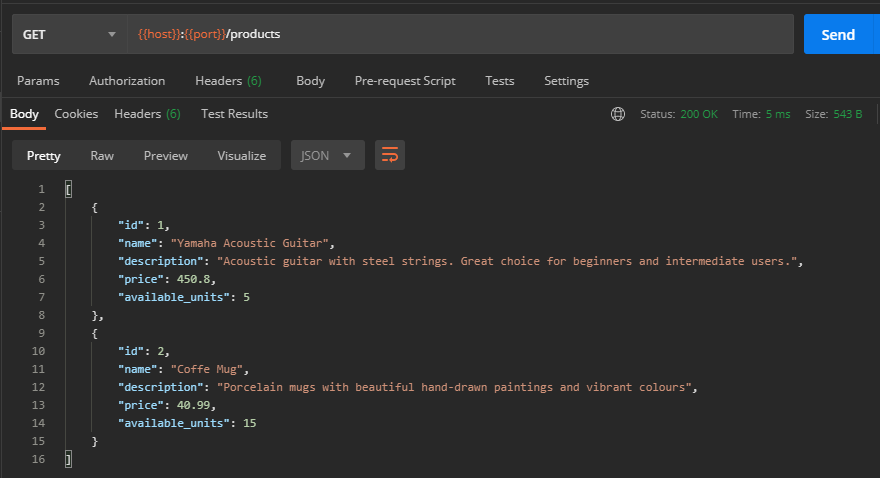 GET {{host}}:{{port}}/products Send
Params Authorization Headers (6) Body Pre-request Script Tests Settings
Body Cookies Headers (6) Test Results Status: 200 OK Time: 5 ms Size: 543 B
Pretty Raw Preview Visualize JSON
1 [
2 {
3 "id": 1,
4 "name": "Yamaha Acoustic Guitar",
5 "description": "Acoustic guitar with steel strings. Great choice for beginners and intermediate users.",
6 "price": 450.8,
7 "available_units": 5
8 },
9 {
10 "id": 2,
11 "name": "Coffe Mug",
12 "description": "Porcelain mugs with beautiful hand-drawn paintings and vibrant colours",
13 "price": 40.99,
14 "available_units": 15
15 }
16 ]